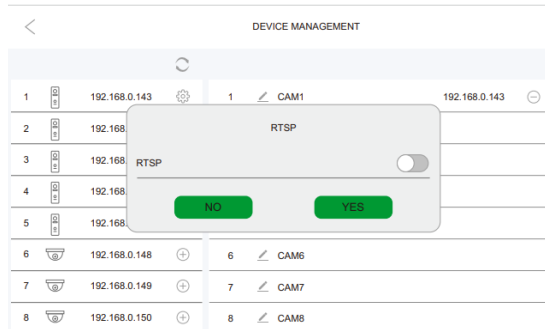 DEVICE MANAGEMENT
1 192.168.0.143 1 CAM1 192.168.0.143
2 192.168.
RTSP
3 192.168.
RTSP
4 192.168.
NO YES
5 192.168.
6 192.168.0.148 6 CAM6
7 192.168.0.149 7 CAM7
8 192.168.0.150 8 CAM8